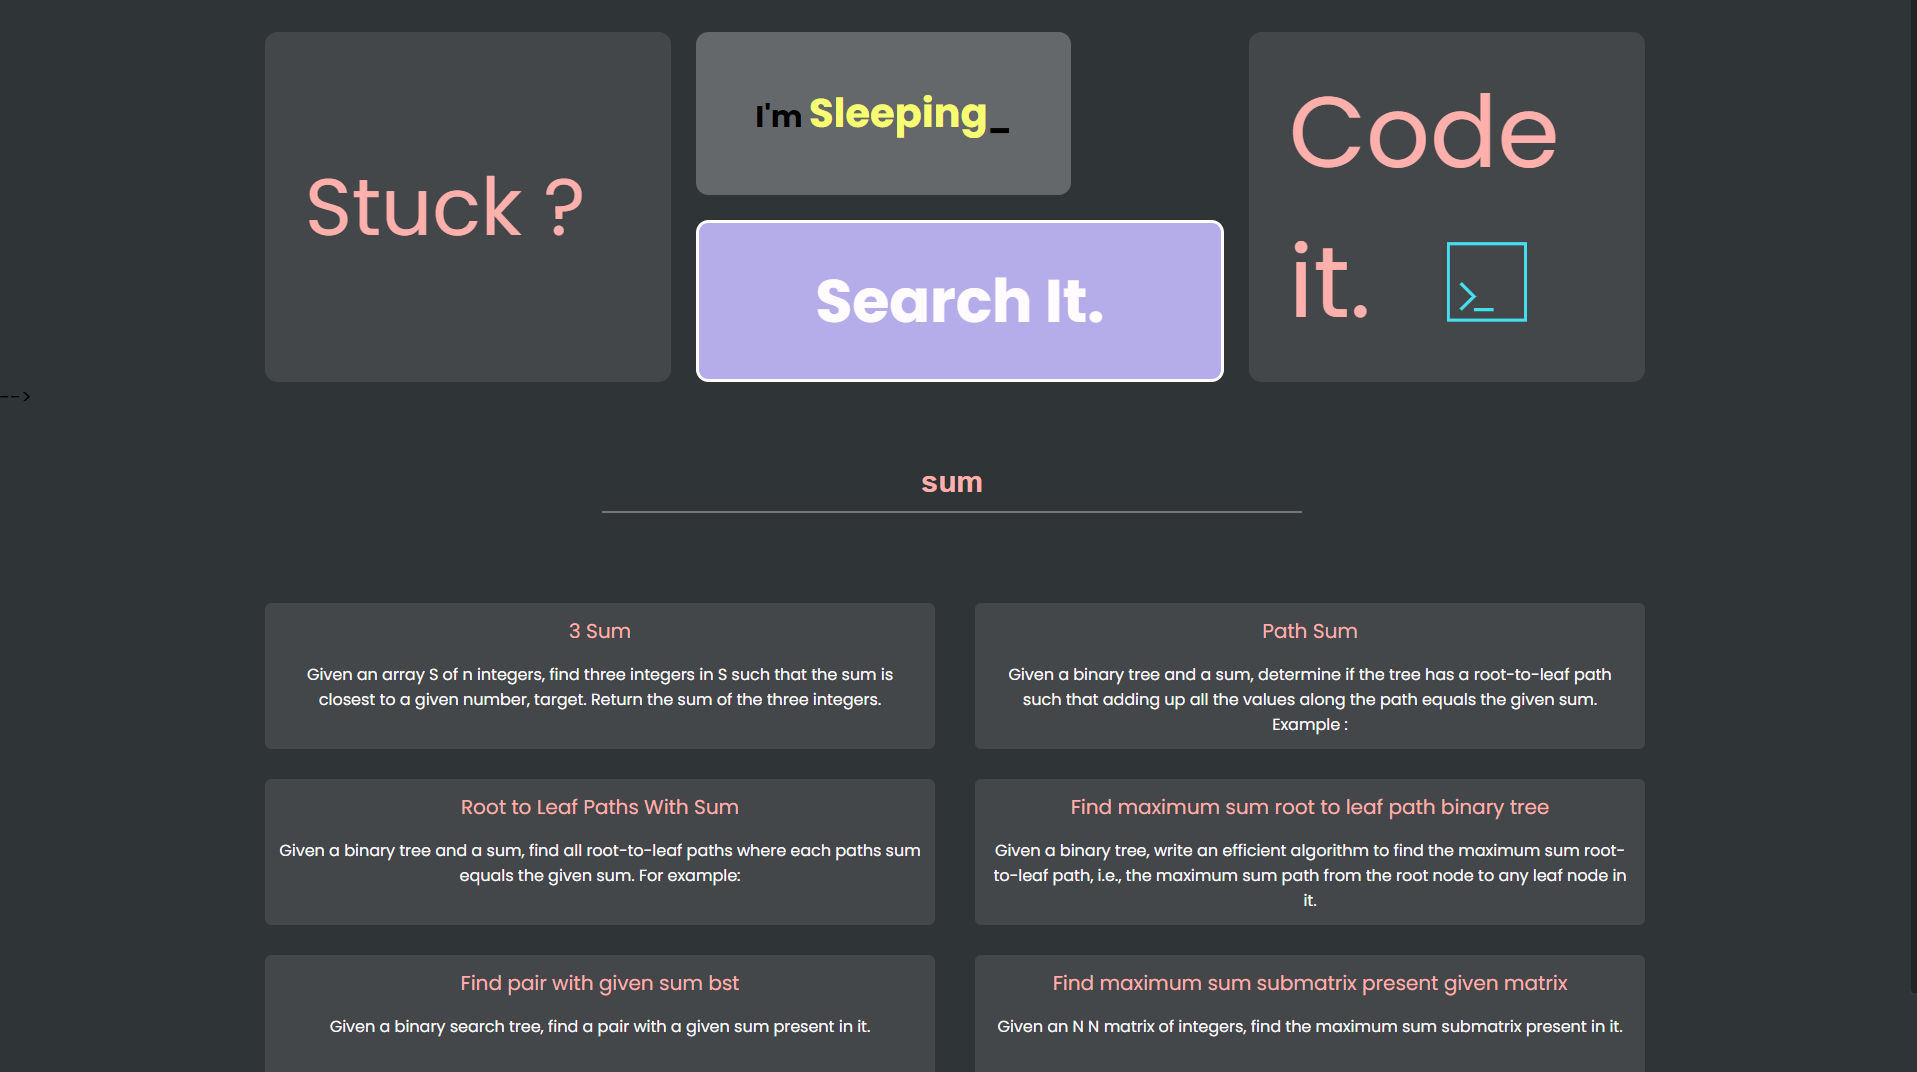 Stuck ?
I'm Sleeping_
Search It.
Code
it.
>_
-->
sum
3 Sum
Given an array S of n integers, find three integers in S such that the sum is
closest to a given number, target. Return the sum of the three integers.
Path Sum
Given a binary tree and a sum, determine if the tree has a root-to-leaf path
such that adding up all the values along the path equals the given sum.
Example :
Root to Leaf Paths With Sum
Given a binary tree and a sum, find all root-to-leaf paths where each paths sum
equals the given sum. For example:
Find maximum sum root to leaf path binary tree
Given a binary tree, write an efficient algorithm to find the maximum sum root-
to-leaf path, i.e., the maximum sum path from the root node to any leaf node in
it.
Find pair with given sum bst
Given a binary search tree, find a pair with a given sum present in it.
Find maximum sum submatrix present given matrix
Given an N N matrix of integers, find the maximum sum submatrix present in it.